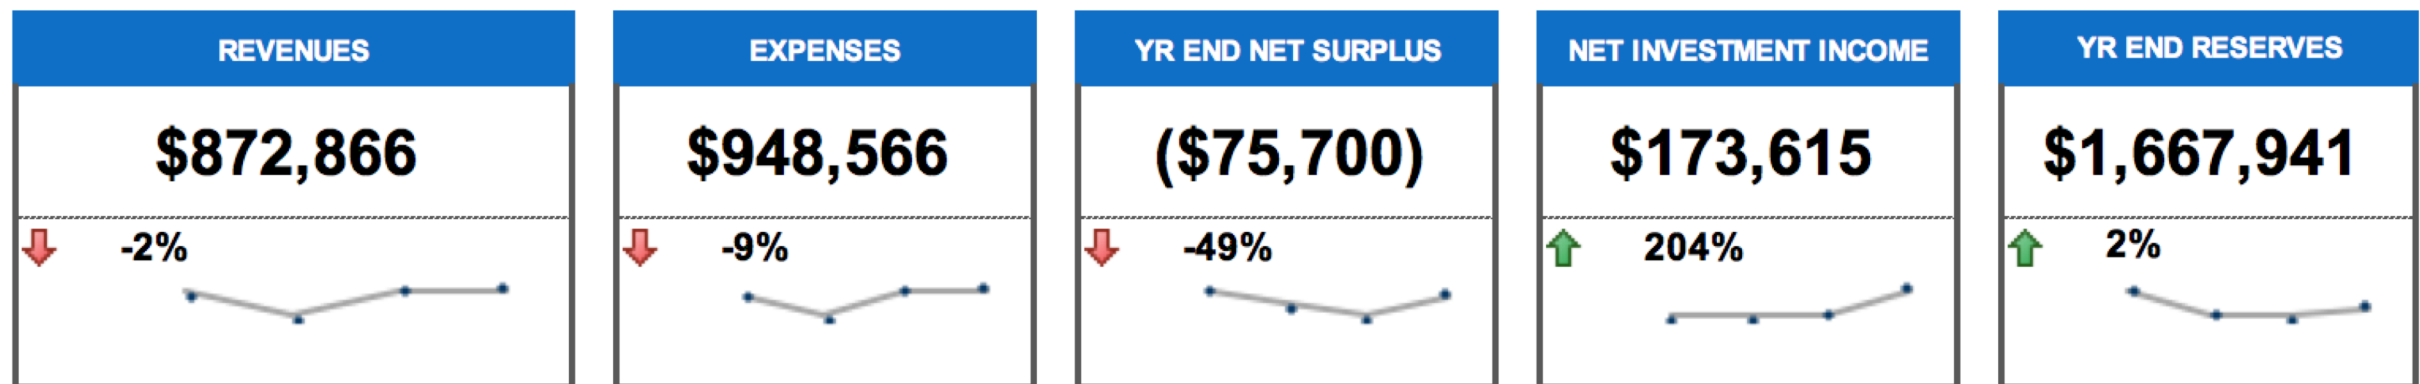 REVENUES
$872,866
-2%
EXPENSES
$948,566
-9%
YR END NET SURPLUS
($75,700)
-49%
NET INVESTMENT INCOME
$173,615
204%
YR END RESERVES
$1,667,941
2%